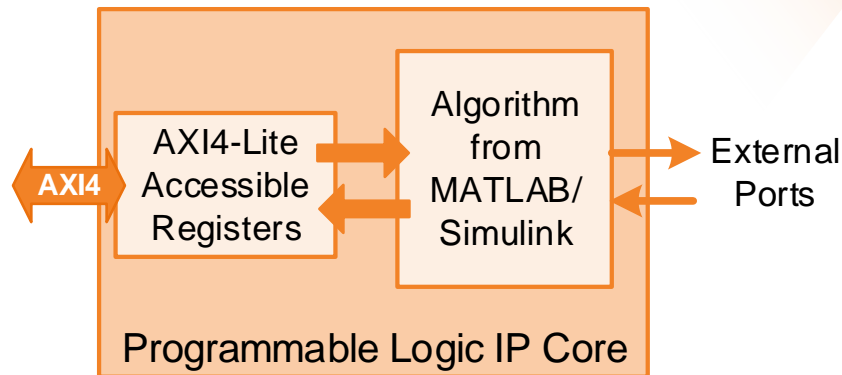 AXI4
AXI4-Lite
Accessible
Registers
Algorithm
from
MATLAB/
Simulink
External
Ports
Programmable Logic IP Core